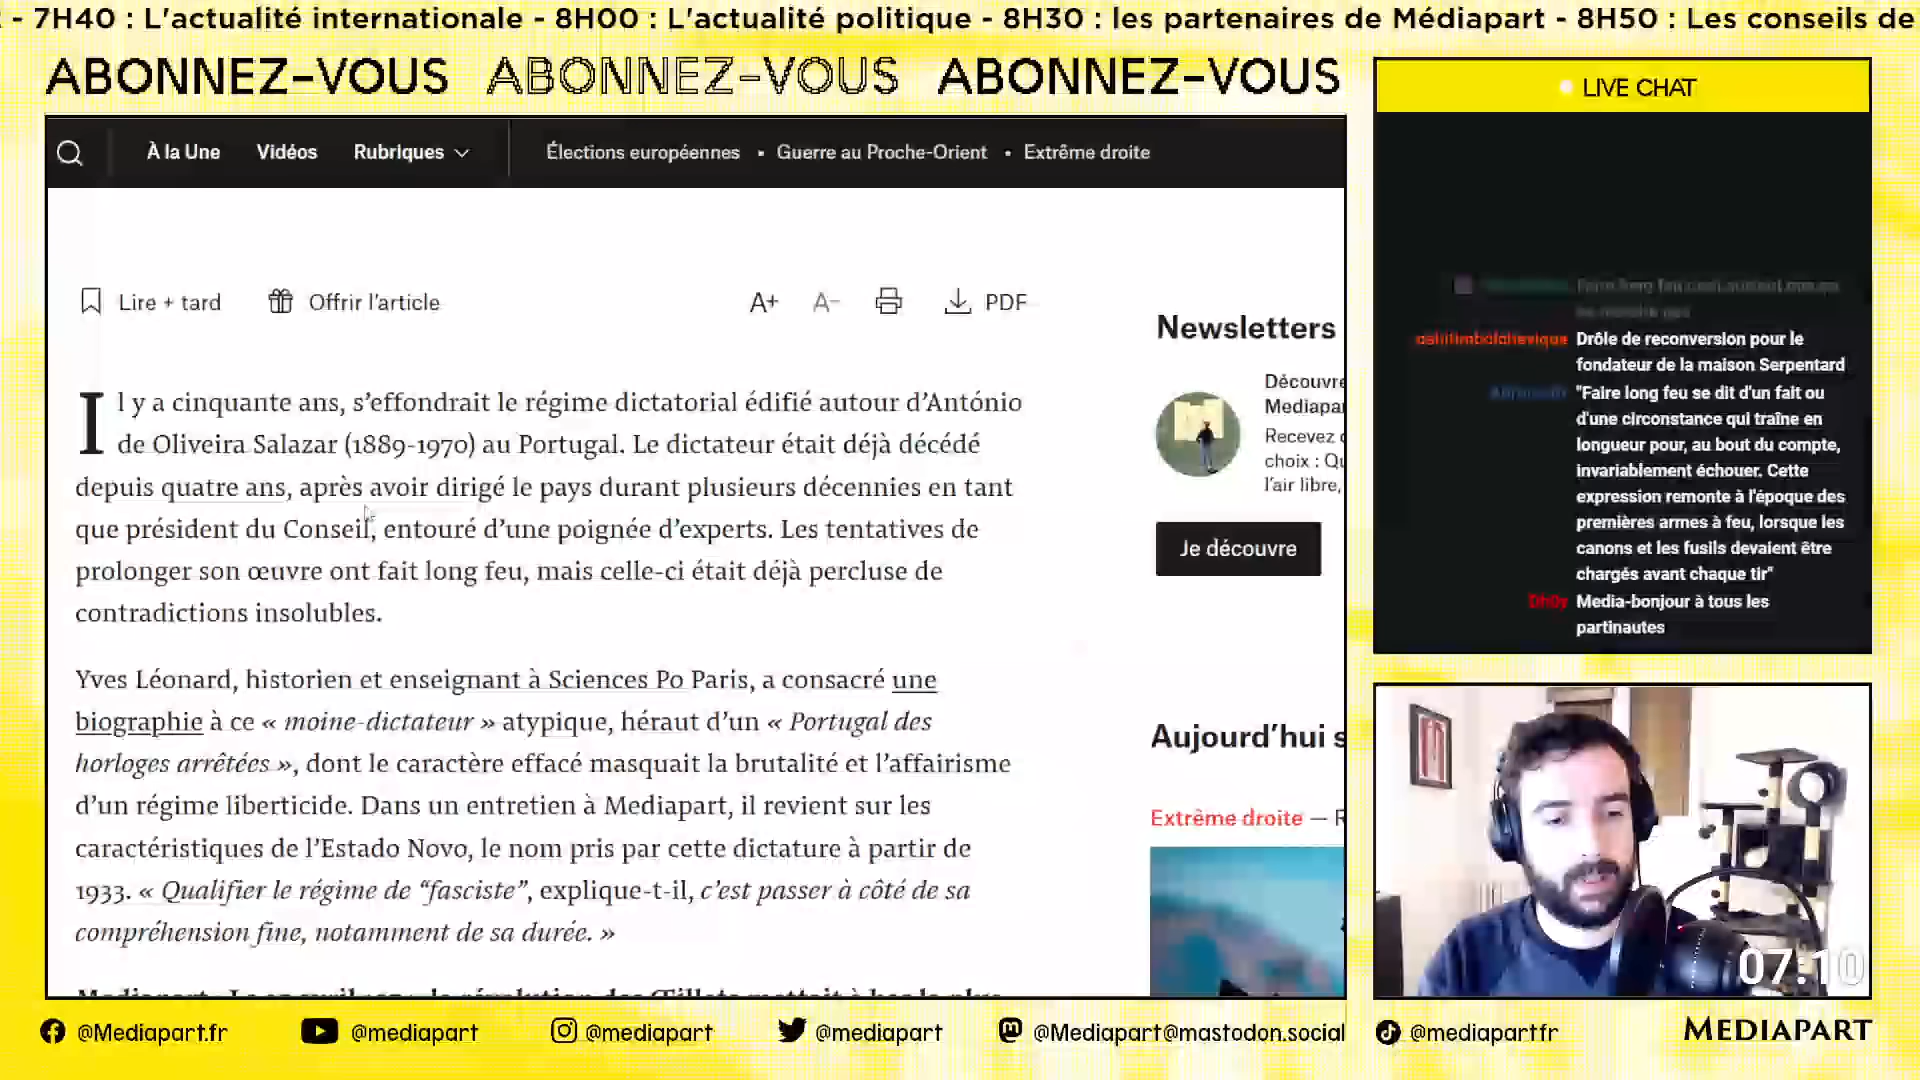 - 7H40 : L'actualité internationale - 8H00 : L'actualité politique - 8H30 : les partenaires de Médiapart - 8H50 : Les conseils de
ABONNEZ-VOUS ABONNEZ-VOUS ABONNEZ-VOUS
À la Une Vidéos Rubriques Élections européennes • Guerre au Proche-Orient • Extrême droite
Lire + tard Offrir l'article A+ A- PDF
Il y a cinquante ans, s'effondrait le régime dictatorial édifié autour d'António
de Oliveira Salazar (1889-1970) au Portugal. Le dictateur était déjà décédé
depuis quatre ans, après avoir dirigé le pays durant plusieurs décennies en tant
que président du Conseil, entouré d'une poignée d'experts. Les tentatives de
prolonger son œuvre ont fait long feu, mais celle-ci était déjà percluse de
contradictions insolubles.
Yves Léonard, historien et enseignant à Sciences Po Paris, a consacré une
biographie à ce « moine-dictateur » atypique, héraut d'un « Portugal des
horloges arrêtées », dont le caractère effacé masquait la brutalité et l'affairisme
d'un régime liberticide. Dans un entretien à Mediapart, il revient sur les
caractéristiques de l'Estado Novo, le nom pris par cette dictature à partir de
1933. « Qualifier le régime de “fasciste”, explique-t-il, c'est passer à côté de sa
compréhension fine, notamment de sa durée. »
Newsletters
Découvre
Mediapa
Recevez
choix : Qu
l'air libre,
Je découvre
Aujourd'hui s
Extrême droite — R
LIVE CHAT
Drôle de reconversion pour le
fondateur de la maison Serpentard
"Faire long feu se dit d'un fait ou
d'une circonstance qui traîne en
longueur pour, au bout du compte,
invariablement échouer. Cette
expression remonte à l'époque des
premières armes à feu, lorsque les
canons et les fusils devaient être
chargés avant chaque tir"
Media-bonjour à tous les
partinautes
07:10
@Mediapart.fr @mediapart @mediapart @mediapart @Mediapart@mastodon.social @mediapartfr MEDIAPART